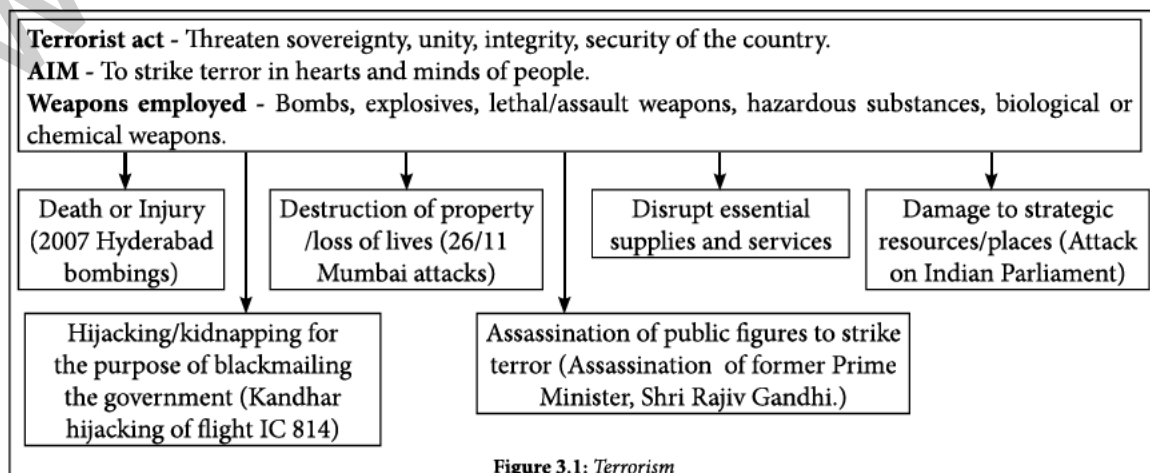 Terrorist act - Threaten sovereignty, unity, integrity, security of the country.
AIM - To strike terror in hearts and minds of people.
Weapons employed - Bombs, explosives, lethal/assault weapons, hazardous substances, biological or
chemical weapons.
Death or Injury
(2007 Hyderabad
bombings)
Destruction of property
/loss of lives (26/11
Mumbai attacks)
Disrupt essential
supplies and services
Damage to strategic
resources/places (Attack
on Indian Parliament)
Hijacking/kidnapping for
the purpose of blackmailing
the government (Kandhar
hijacking of flight IC 814)
Assassination of public figures to strike
terror (Assassination of former Prime
Minister, Shri Rajiv Gandhi.)
Figure 3.1: Terrorism